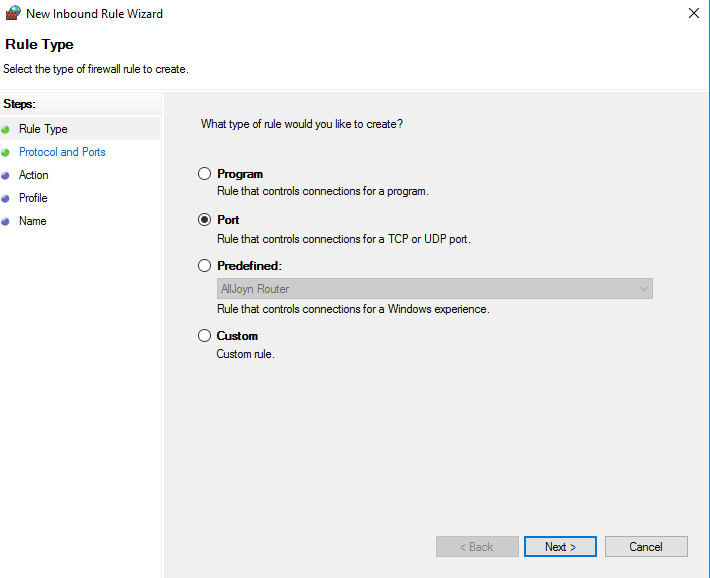 New Inbound Rule Wizard
Rule Type
Select the type of firewall rule to create.
Steps:
Rule Type
Protocol and Ports
Action
Profile
Name
What type of rule would you like to create?
Program
Rule that controls connections for a program.
Port
Rule that controls connections for a TCP or UDP port.
Predefined:
AllJoyn Router
Rule that controls connections for a Windows experience.
Custom
Custom rule.
< Back
Next >
Cancel